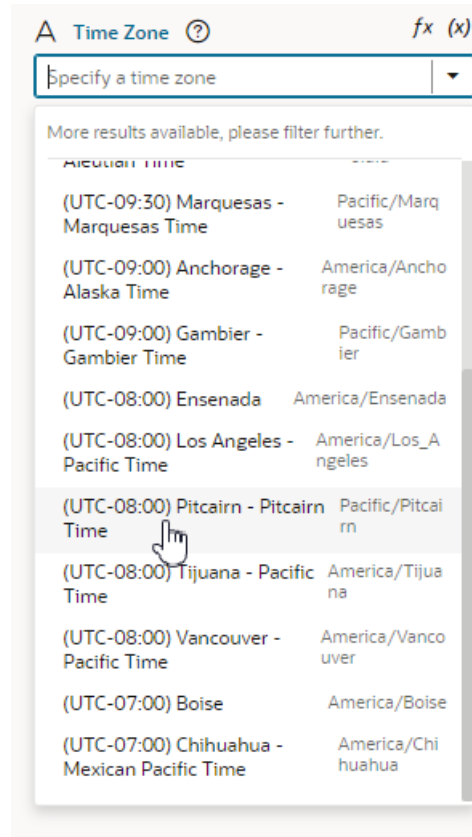 A Time Zone ? fx (x)
Specify a time zone
More results available, please filter further.
Aleutian Time
(UTC-09:30) Marquesas - Pacific/Marq
Marquesas Time uesas
(UTC-09:00) Anchorage - America/Ancho
Alaska Time rage
(UTC-09:00) Gambier - Pacific/Gamb
Gambier Time ier
(UTC-08:00) Ensenada America/Ensenada
(UTC-08:00) Los Angeles - America/Los_A
Pacific Time ngeles
(UTC-08:00) Pitcairn - Pitcairn Pacific/Pitcai
Time rn
(UTC-08:00) Tijuana - Pacific America/Tijua
Time na
(UTC-08:00) Vancouver - America/Vanco
Pacific Time uver
(UTC-07:00) Boise America/Boise
(UTC-07:00) Chihuahua - America/Chi
Mexican Pacific Time huahua